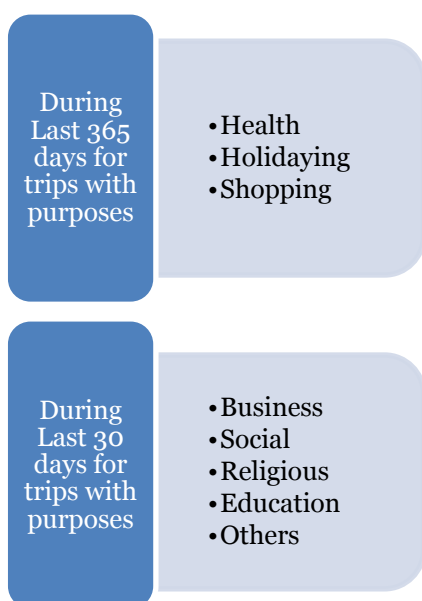 During
Last 365
days for
trips with
purposes
•Health
•Holidaying
•Shopping
During
Last 30
days for
trips with
purposes
•Business
•Social
•Religious
•Education
•Others